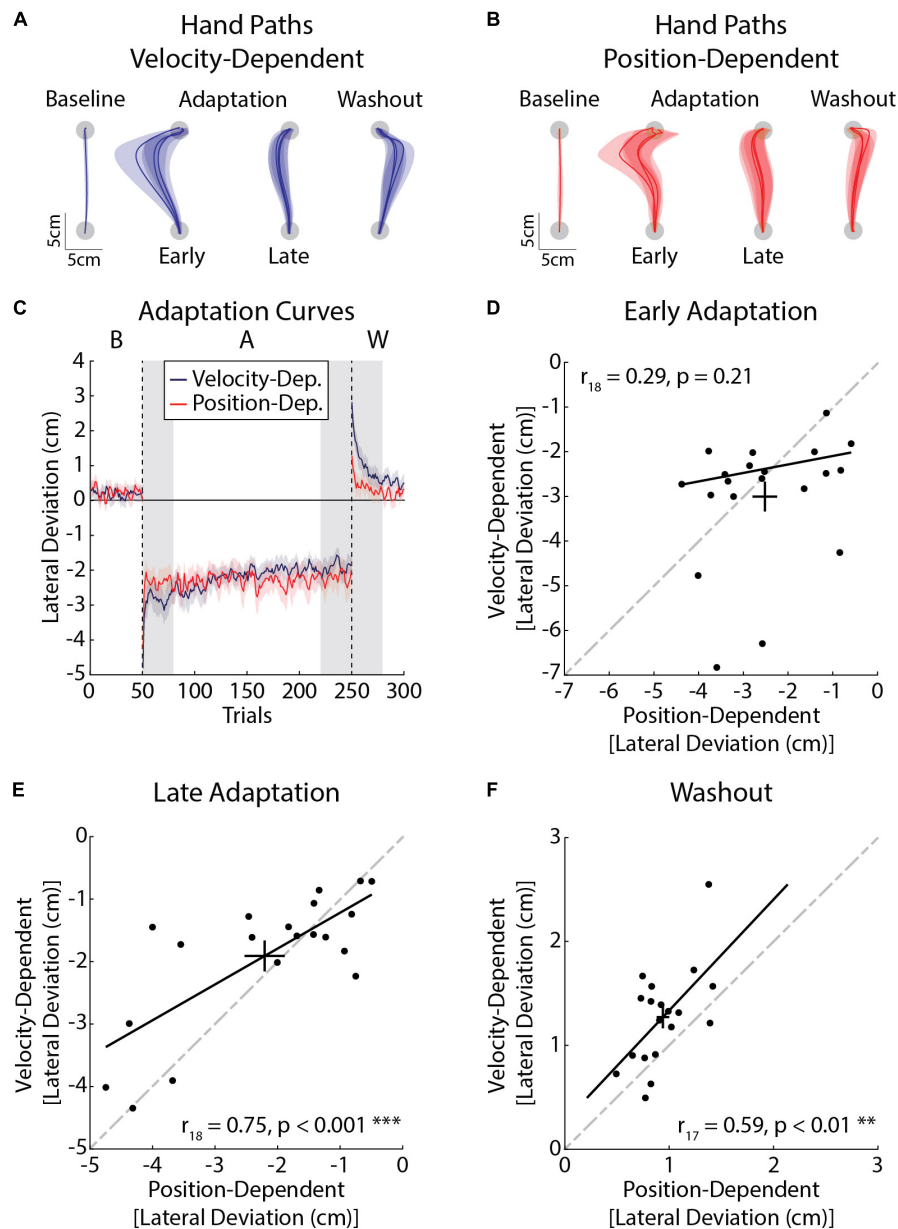 A
Hand Paths
Velocity-Dependent
Baseline
Adaptation
Washout
5cm
5cm
Early
Late
B
Hand Paths
Position-Dependent
Baseline
Adaptation
Washout
5cm
5cm
Early
Late
C
Adaptation Curves
B
A
W
Velocity-Dep.
Position-Dep.
Lateral Deviation (cm)
4
3
2
1
0
-1
-2
-3
-4
-5
0
50
100
150
200
250
300
Trials
D
Early Adaptation
r18 = 0.29, p = 0.21
Velocity-Dependent
[Lateral Deviation (cm)]
0
-1
-2
-3
-4
-5
-6
-7
-7
-6
-5
-4
-3
-2
-1
0
Position-Dependent
[Lateral Deviation (cm)]
E
Late Adaptation
Velocity-Dependent
[Lateral Deviation (cm)]
0
-1
-2
-3
-4
-5
r18 = 0.75, p < 0.001 ***
-5
-4
-3
-2
-1
0
Position-Dependent
[Lateral Deviation (cm)]
F
Washout
Velocity-Dependent
[Lateral Deviation (cm)]
3
2
1
0
r17 = 0.59, p < 0.01 **
0
1
2
3
Position-Dependent
[Lateral Deviation (cm)]